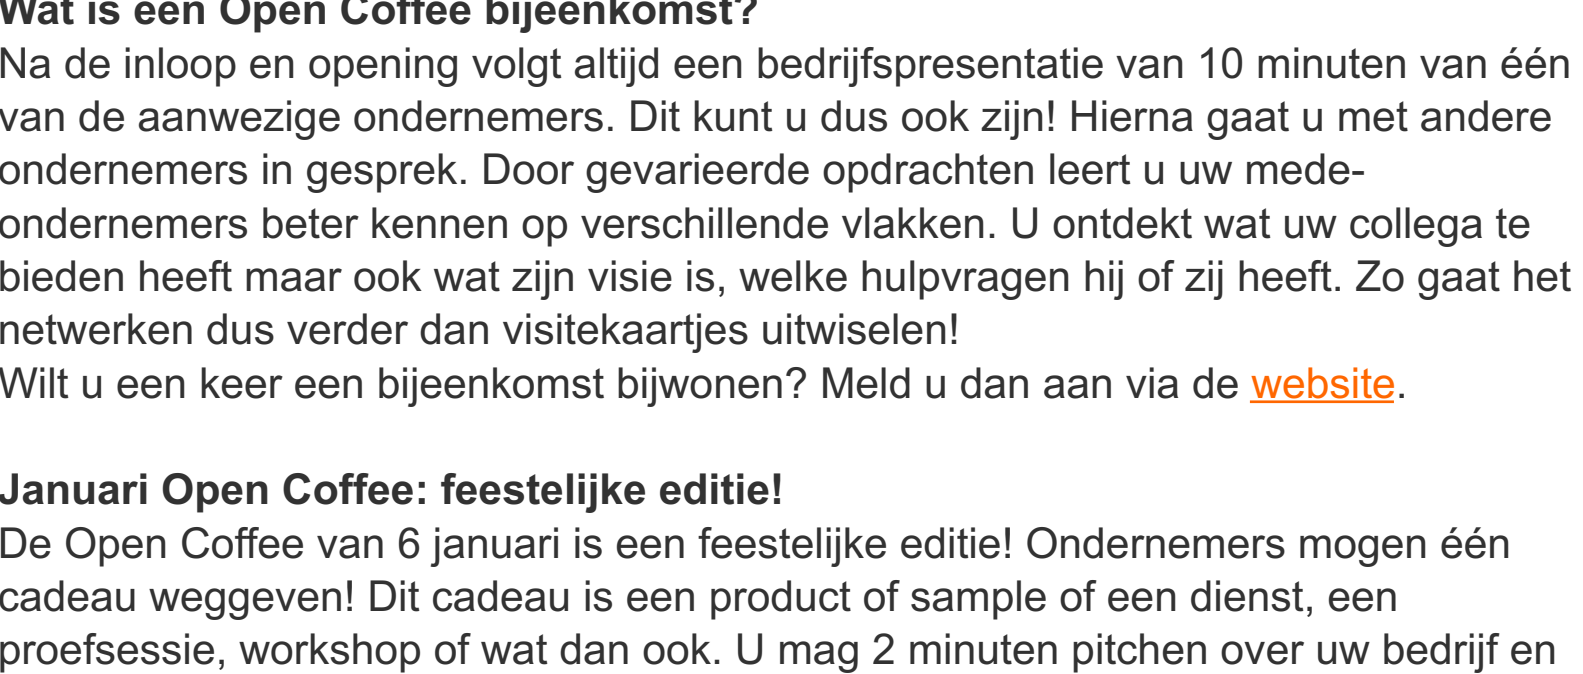 Wat is een Open Coffee bijeenkomst?
Na de inloop en opening volgt altijd een bedrijfspresentatie van 10 minuten van één
van de aanwezige ondernemers. Dit kunt u dus ook zijn! Hierna gaat u met andere
ondernemers in gesprek. Door gevarieerde opdrachten leert u uw mede-
ondernemers beter kennen op verschillende vlakken. U ontdekt wat uw collega te
bieden heeft maar ook wat zijn visie is, welke hulpvragen hij of zij heeft. Zo gaat het
netwerken dus verder dan visitekaartjes uitwiselen!
Wilt u een keer een bijeenkomst bijwonen? Meld u dan aan via de website.
Januari Open Coffee: feestelijke editie!
De Open Coffee van 6 januari is een feestelijke editie! Ondernemers mogen één
cadeau weggeven! Dit cadeau is een product of sample of een dienst, een
proefsessie, workshop of wat dan ook. U mag 2 minuten pitchen over uw bedrijf en